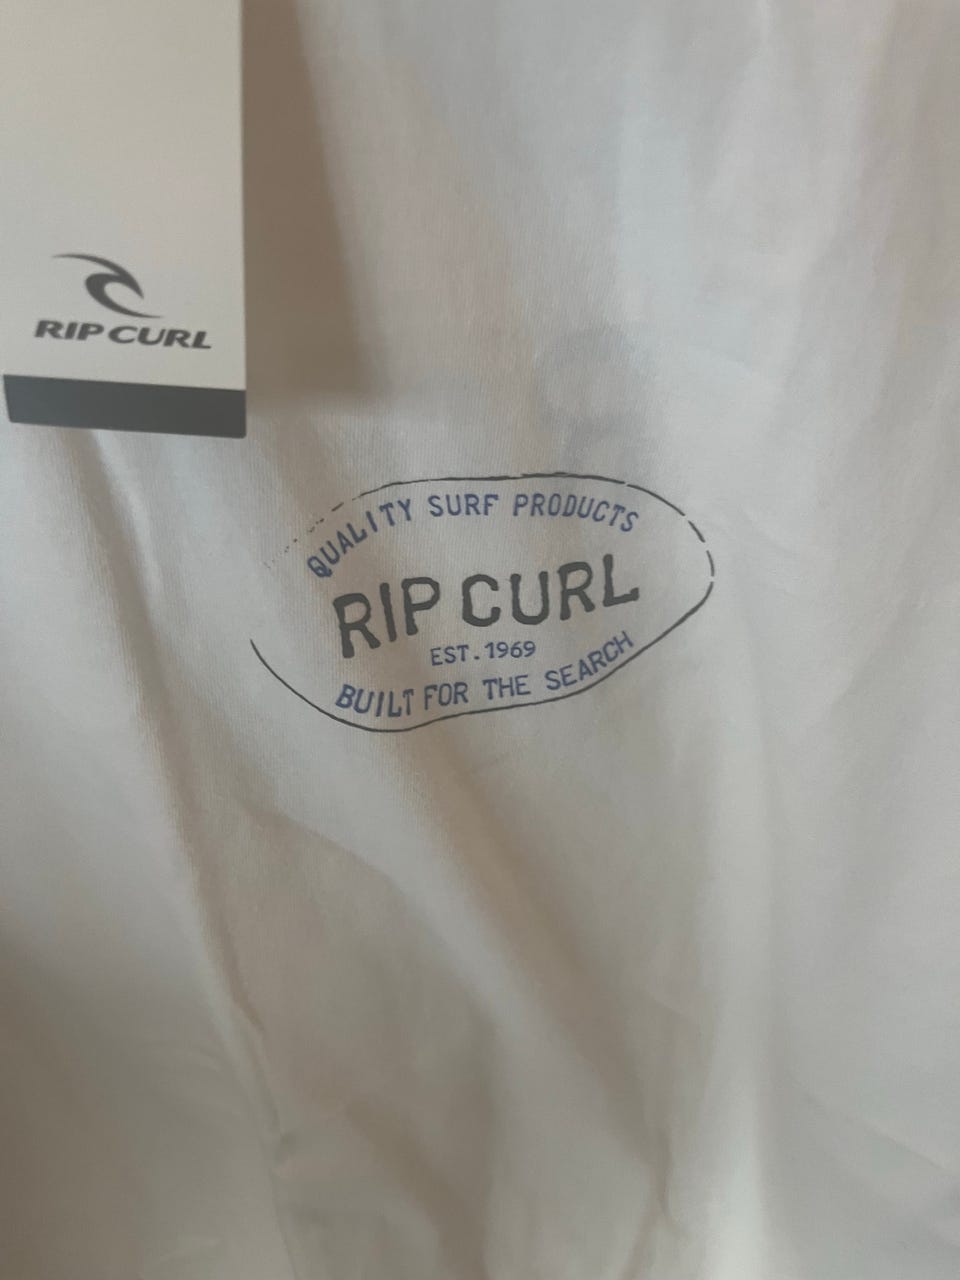 RIP CURL
QUALITY SURF PRODUCTS
RIP CURL
EST. 1969
BUILT FOR THE SEARCH